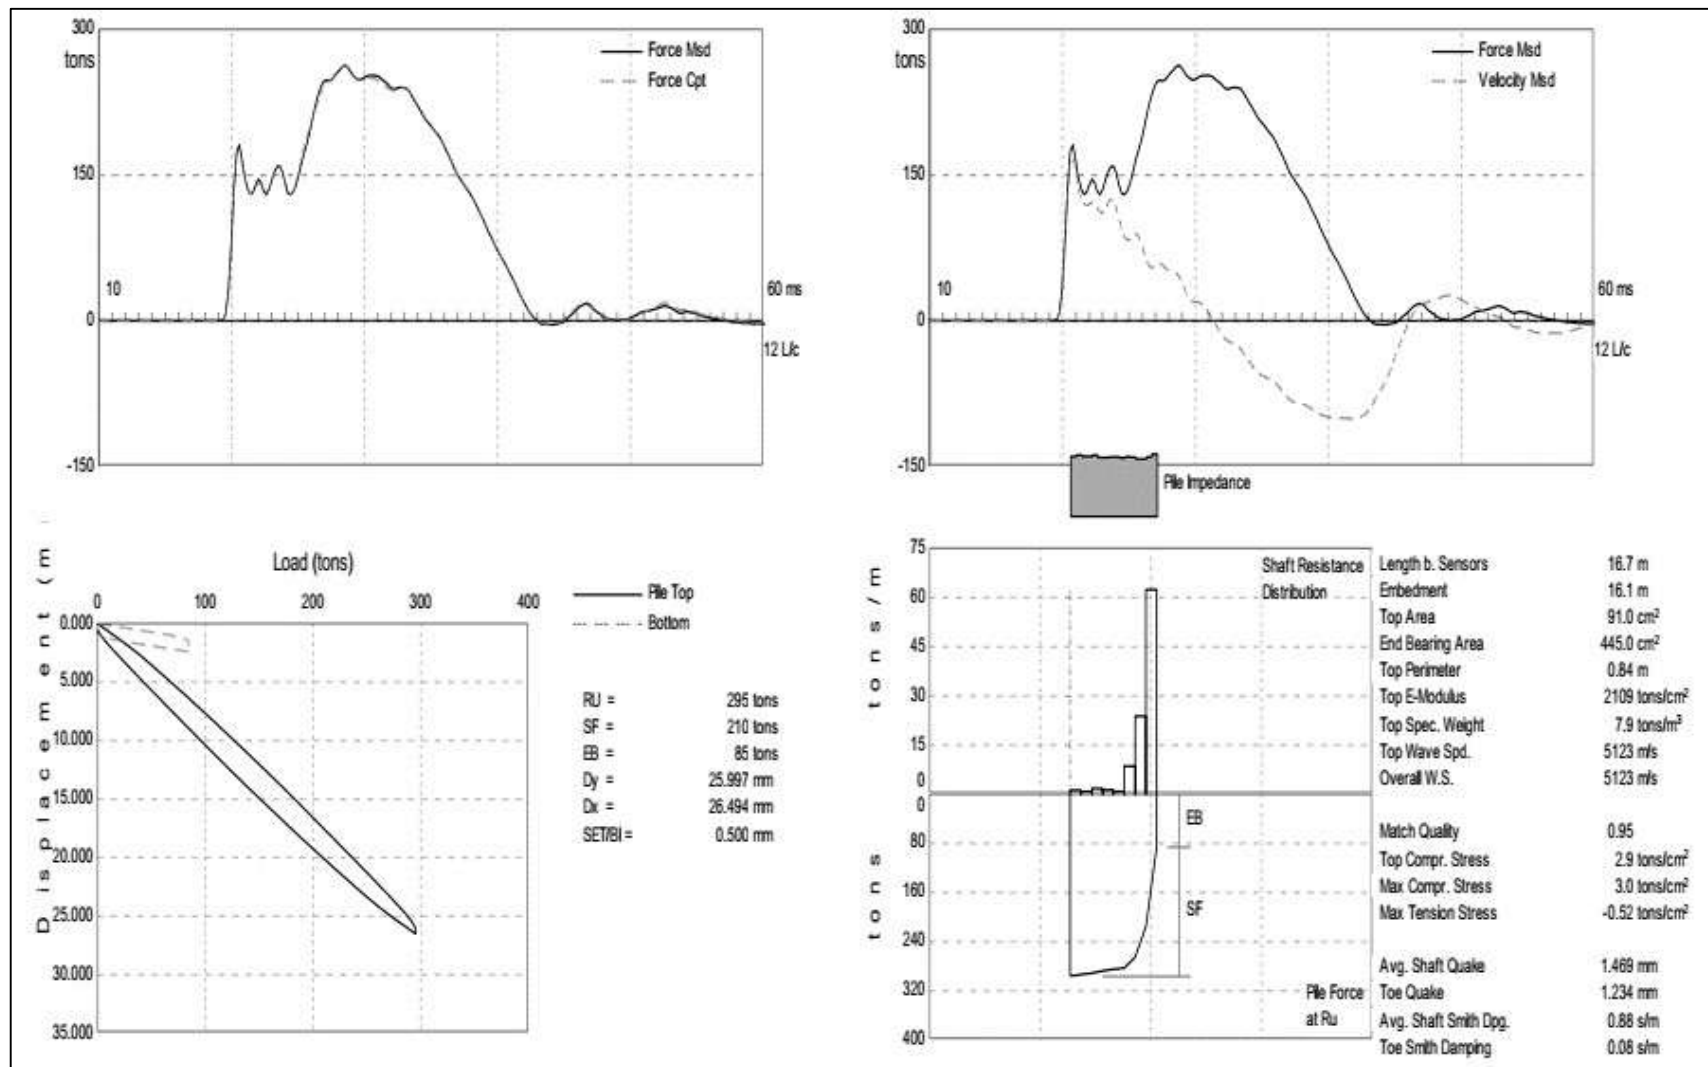 300
tons
Force Msd
Force Cpt
150
10
60 ms
0
12 L/c
-150
300
tons
Force Msd
Velocity Msd
150
10
60 ms
0
12 L/c
-150
Pile Impedance
Load (tons)
0 100 200 300 400
Displacement (m
0.000
5.000
10.000
15.000
20.000
25.000
30.000
35.000
Pile Top
Bottom
RU = 295 tons
SF = 210 tons
EB = 85 tons
Dy = 25.997 mm
Dx = 26.494 mm
SET/Bl = 0.500 mm
75
60
45
30
15
0
tons/m
Shaft Resistance
Distribution
0
80
160
240
320
400
tons
EB
SF
Pile Force
at Ru
Length b. Sensors 16.7 m
Embedment 16.1 m
Top Area 91.0 cm²
End Bearing Area 445.0 cm²
Top Perimeter 0.84 m
Top E-Modulus 2109 tons/cm²
Top Spec. Weight 7.9 tons/m³
Top Wave Spd. 5123 m/s
Overall W.S. 5123 m/s
Match Quality 0.95
Top Compr. Stress 2.9 tons/cm²
Max Compr. Stress 3.0 tons/cm²
Max Tension Stress -0.52 tons/cm²
Avg. Shaft Quake 1.469 mm
Toe Quake 1.234 mm
Avg. Shaft Smith Dpg. 0.88 s/m
Toe Smith Damping 0.08 s/m